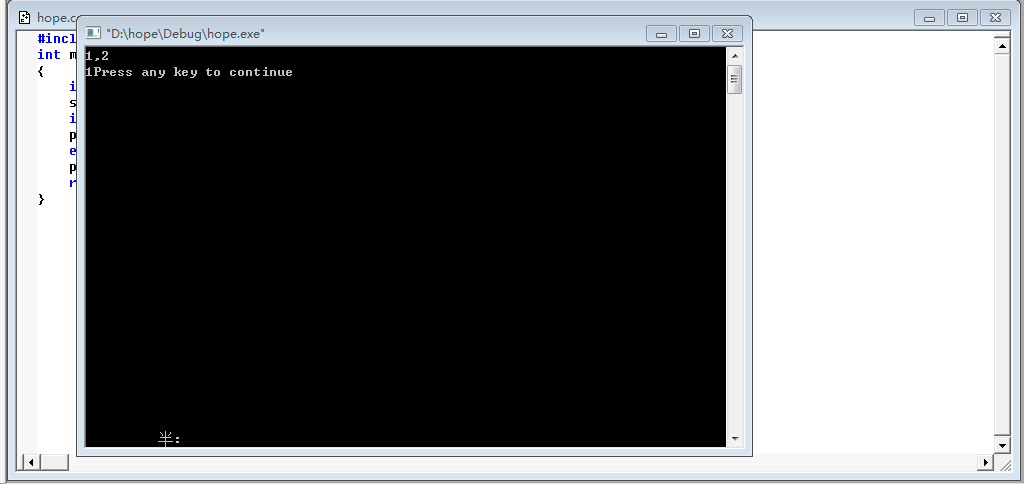 hope.c
"D:\hope\Debug\hope.exe"
#incl
int m
{
i
s
i
p
e
p
r
}
1,2
1Press any key to continue
半: